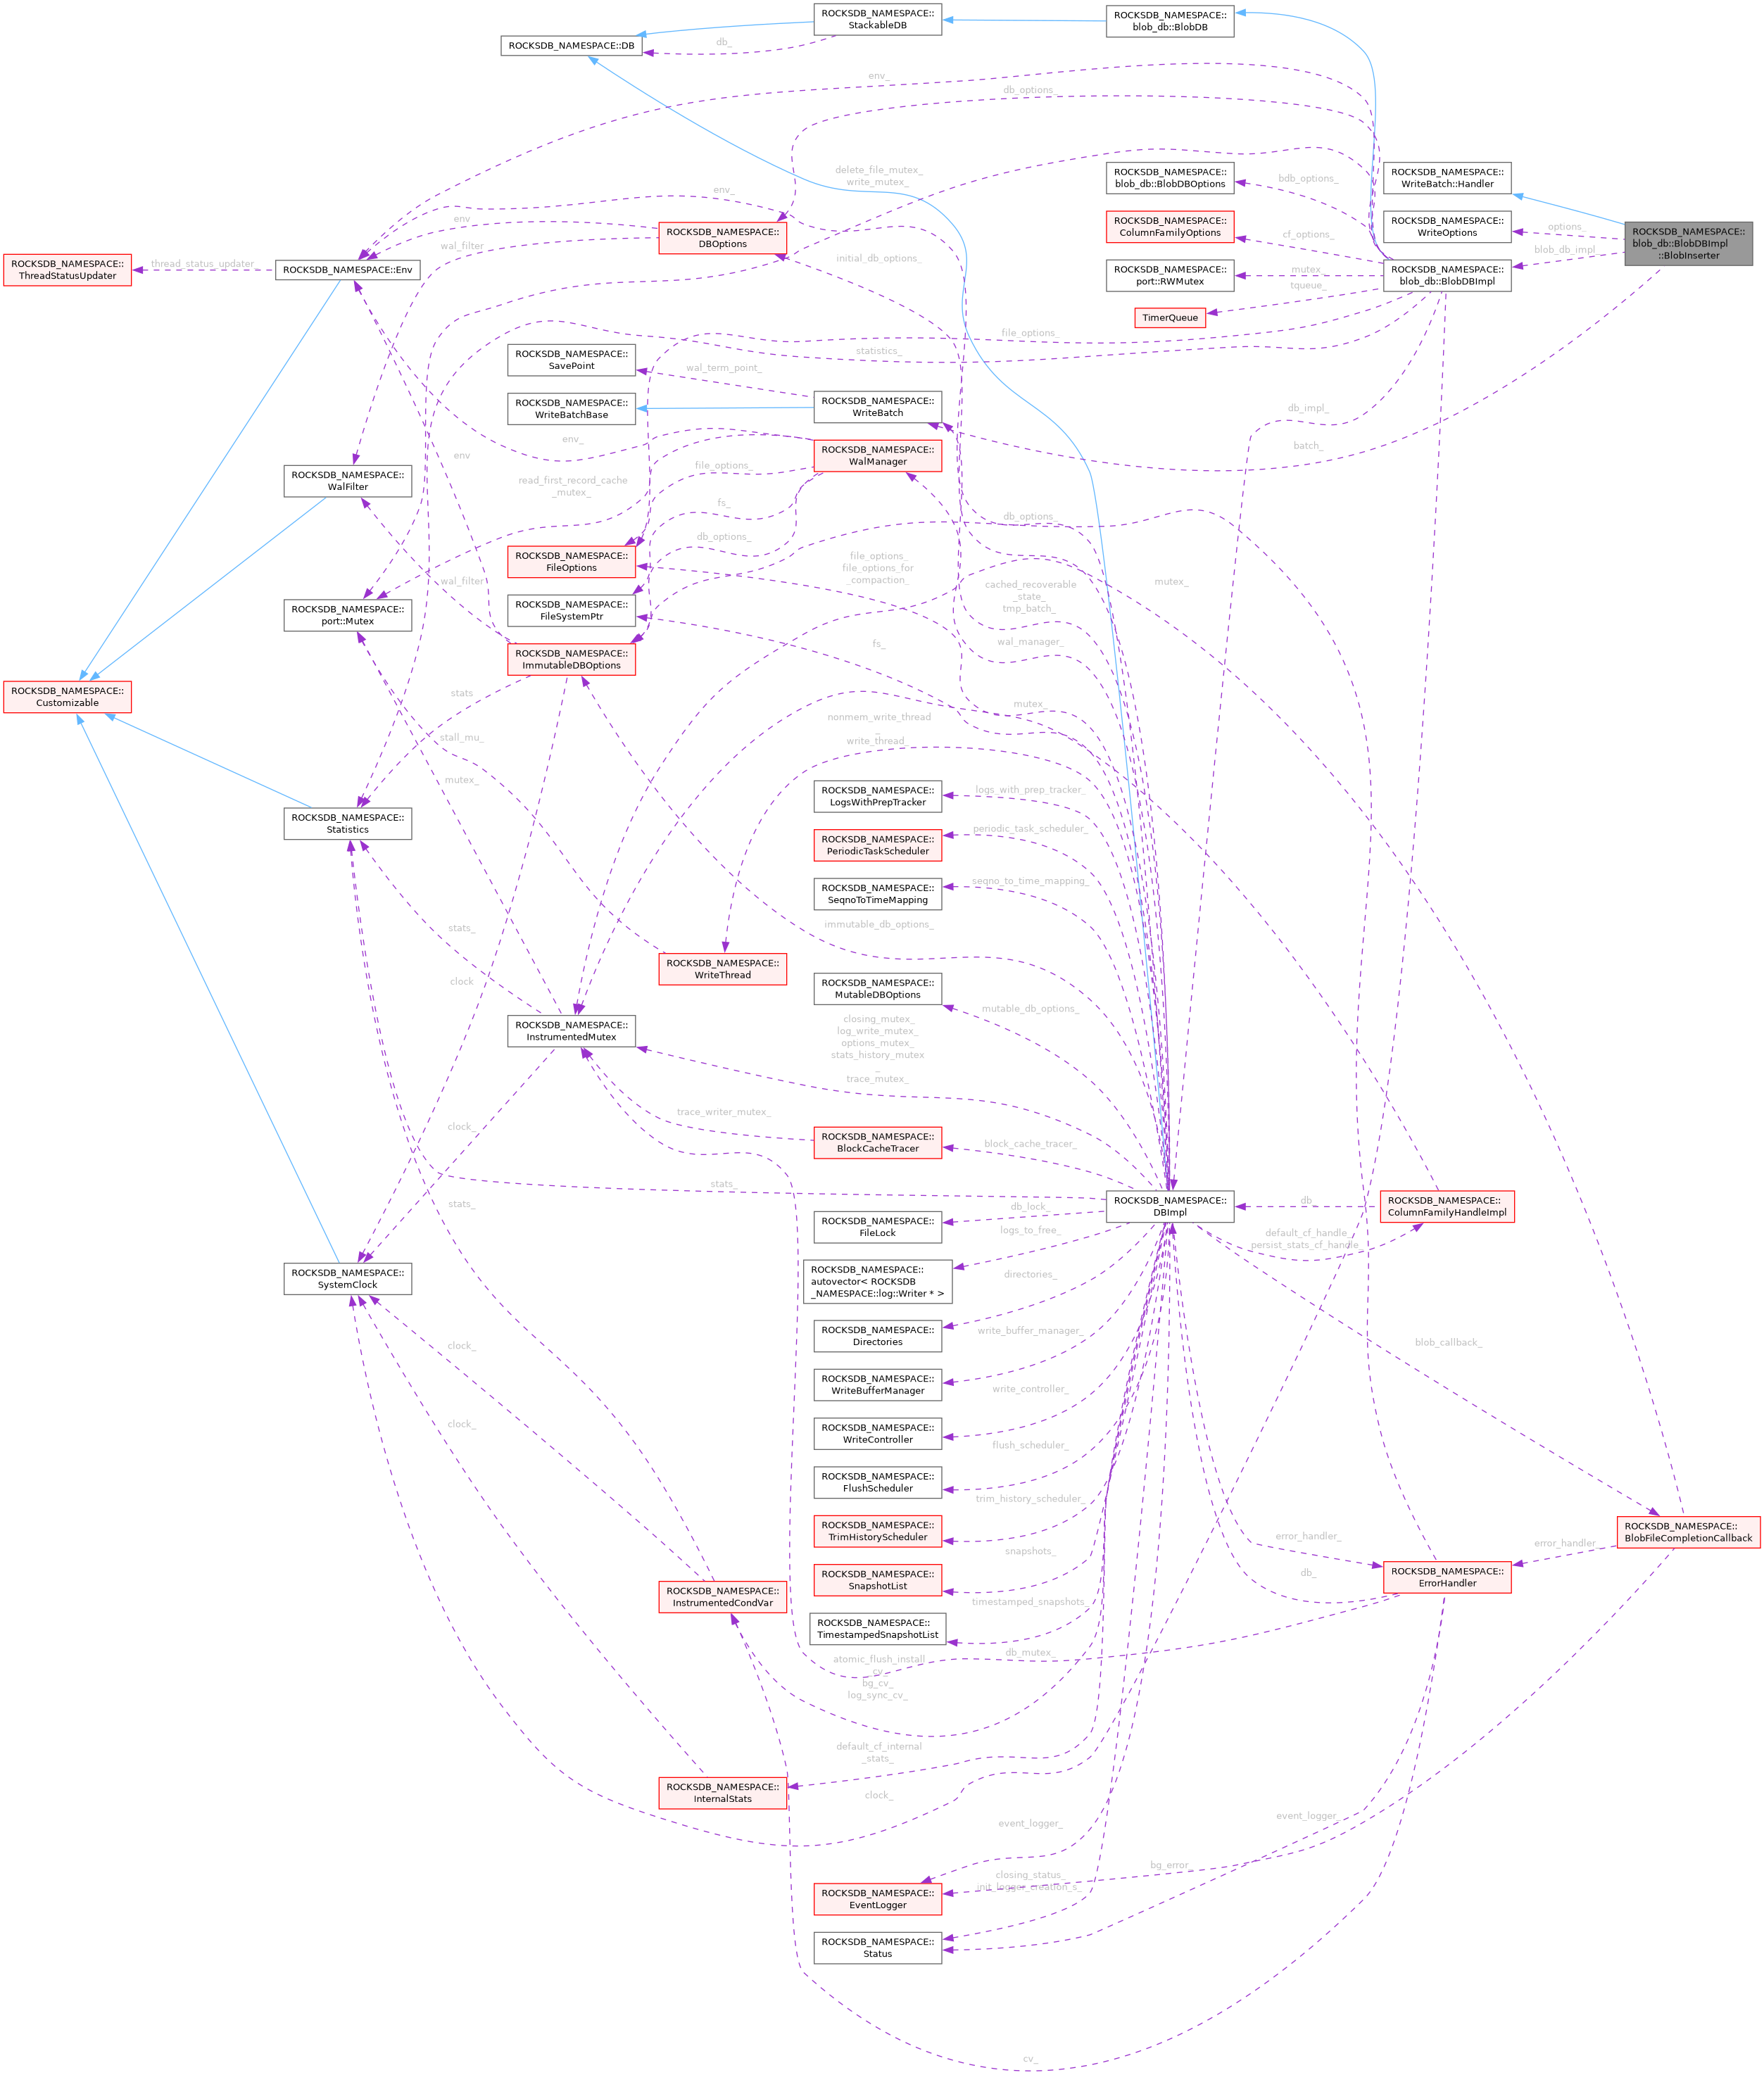 ROCKSDB_NAMESPACE::
StackableDB
ROCKSDB_NAMESPACE::
blob_db::BlobDB
ROCKSDB_NAMESPACE::DB
db_
env_
db_options_
ROCKSDB_NAMESPACE::
blob_db::BlobDBOptions
bdb_options_
ROCKSDB_NAMESPACE::
WriteBatch::Handler
delete_file_mutex_
write_mutex_
env_
ROCKSDB_NAMESPACE::
ColumnFamilyOptions
cf_options_
ROCKSDB_NAMESPACE::
WriteOptions
options_
ROCKSDB_NAMESPACE::
blob_db::BlobDBImpl
::BlobInserter
env
ROCKSDB_NAMESPACE::
DBOptions
wal_filter
blob_db_impl_
ROCKSDB_NAMESPACE::
ThreadStatusUpdater
thread_status_updater_
ROCKSDB_NAMESPACE::Env
initial_db_options_
ROCKSDB_NAMESPACE::
port::RWMutex
mutex_
ROCKSDB_NAMESPACE::
blob_db::BlobDBImpl
tqueue_
TimerQueue
file_options_
statistics_
ROCKSDB_NAMESPACE::
SavePoint
wal_term_point_
ROCKSDB_NAMESPACE::
WriteBatchBase
ROCKSDB_NAMESPACE::
WriteBatch
db_impl_
batch_
env_
env
ROCKSDB_NAMESPACE::
WalManager
file_options_
ROCKSDB_NAMESPACE::
WalFilter
read_first_record_cache
_mutex_
fs_
db_options_
db_options_
ROCKSDB_NAMESPACE::
FileOptions
file_options_
file_options_for
_compaction_
wal_filter
ROCKSDB_NAMESPACE::
FileSystemPtr
cached_recoverable
_state_
tmp_batch_
mutex_
ROCKSDB_NAMESPACE::
port::Mutex
ROCKSDB_NAMESPACE::
ImmutableDBOptions
fs_
wal_manager_
ROCKSDB_NAMESPACE::
Customizable
stats
mutex_
nonmem_write_thread
_
write_thread_
stall_mu_
mutex_
ROCKSDB_NAMESPACE::
LogsWithPrepTracker
logs_with_prep_tracker_
ROCKSDB_NAMESPACE::
Statistics
ROCKSDB_NAMESPACE::
PeriodicTaskScheduler
periodic_task_scheduler_
ROCKSDB_NAMESPACE::
SeqnoToTimeMapping
seqno_to_time_mapping_
stats_
immutable_db_options_
ROCKSDB_NAMESPACE::
WriteThread
clock
ROCKSDB_NAMESPACE::
MutableDBOptions
mutable_db_options_
ROCKSDB_NAMESPACE::
InstrumentedMutex
closing_mutex_
log_write_mutex_
options_mutex_
stats_history_mutex
_
trace_mutex_
clock_
trace_writer_mutex_
ROCKSDB_NAMESPACE::
BlockCacheTracer
block_cache_tracer_
stats_
stats_
ROCKSDB_NAMESPACE::
DBImpl
db_
ROCKSDB_NAMESPACE::
ColumnFamilyHandleImpl
ROCKSDB_NAMESPACE::
FileLock
db_lock_
logs_to_free_
default_cf_handle_
persist_stats_cf_handle_
ROCKSDB_NAMESPACE::
SystemClock
ROCKSDB_NAMESPACE::
autovector< ROCKSDB
_NAMESPACE::log::Writer * >
directories_
ROCKSDB_NAMESPACE::
Directories
write_buffer_manager_
clock_
blob_callback_
ROCKSDB_NAMESPACE::
WriteBufferManager
write_controller_
clock_
ROCKSDB_NAMESPACE::
WriteController
flush_scheduler_
ROCKSDB_NAMESPACE::
FlushScheduler
trim_history_scheduler_
ROCKSDB_NAMESPACE::
TrimHistoryScheduler
error_handler_
error_handler_
ROCKSDB_NAMESPACE::
BlobFileCompletionCallback
snapshots_
ROCKSDB_NAMESPACE::
SnapshotList
db_
ROCKSDB_NAMESPACE::
ErrorHandler
ROCKSDB_NAMESPACE::
InstrumentedCondVar
timestamped_snapshots_
ROCKSDB_NAMESPACE::
TimestampedSnapshotList
db_mutex_
atomic_flush_install
_cv_
bg_cv_
log_sync_cv_
default_cf_internal
_stats_
ROCKSDB_NAMESPACE::
InternalStats
clock_
event_logger_
event_logger_
bg_error_
closing_status_
init_logger_creation_s_
ROCKSDB_NAMESPACE::
EventLogger
ROCKSDB_NAMESPACE::
Status
cv_